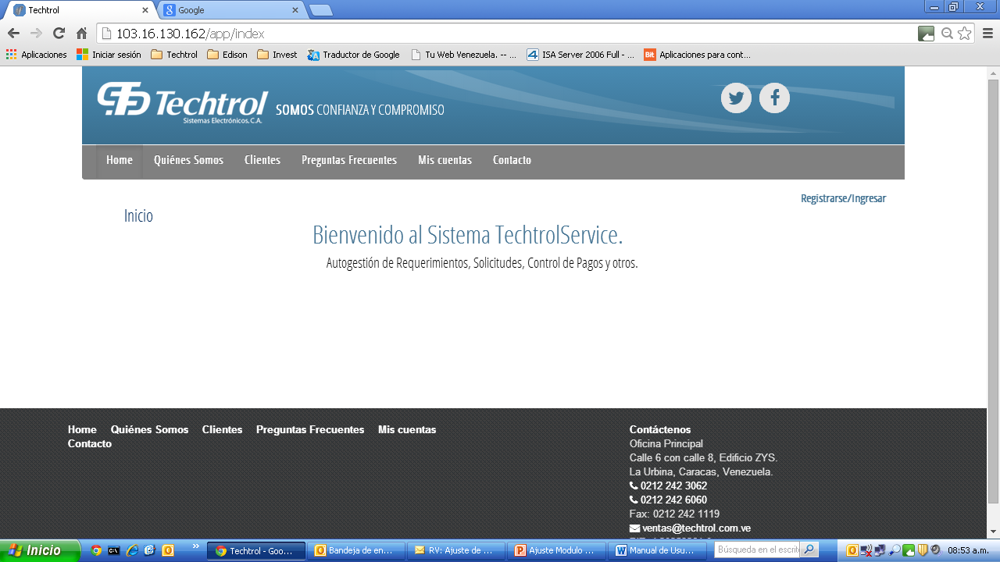 Techtrol
Google
103.16.130.162/app/index
Aplicaciones
Iniciar sesión
Techtrol
Edison
Invest
Traductor de Google
Tu Web Venezuela. -- ...
ISA Server 2006 Full - ...
Bit
Aplicaciones para cont...
Techtrol
Sistemas Electrónicos.C.A.
SOMOS CONFIANZA Y COMPROMISO
Home
Quiénes Somos
Clientes
Preguntas Frecuentes
Mis cuentas
Contacto
Registrarse/Ingresar
Inicio
Bienvenido al Sistema TechtrolService.
Autogestión de Requerimientos, Solicitudes, Control de Pagos y otros.
Home Quiénes Somos Clientes Preguntas Frecuentes Mis cuentas
Contacto
Contáctenos
Oficina Principal
Calle 6 con calle 8, Edificio ZYS.
La Urbina, Caracas, Venezuela.
0212 242 3062
0212 242 6060
Fax: 0212 242 1119
ventas@techtrol.com.ve
Inicio
Techtrol - Goo...
Bandeja de en...
RV: Ajuste de ...
Ajuste Modulo ...
Manual de Usu...
Búsqueda en el escrito
08:53 a.m.